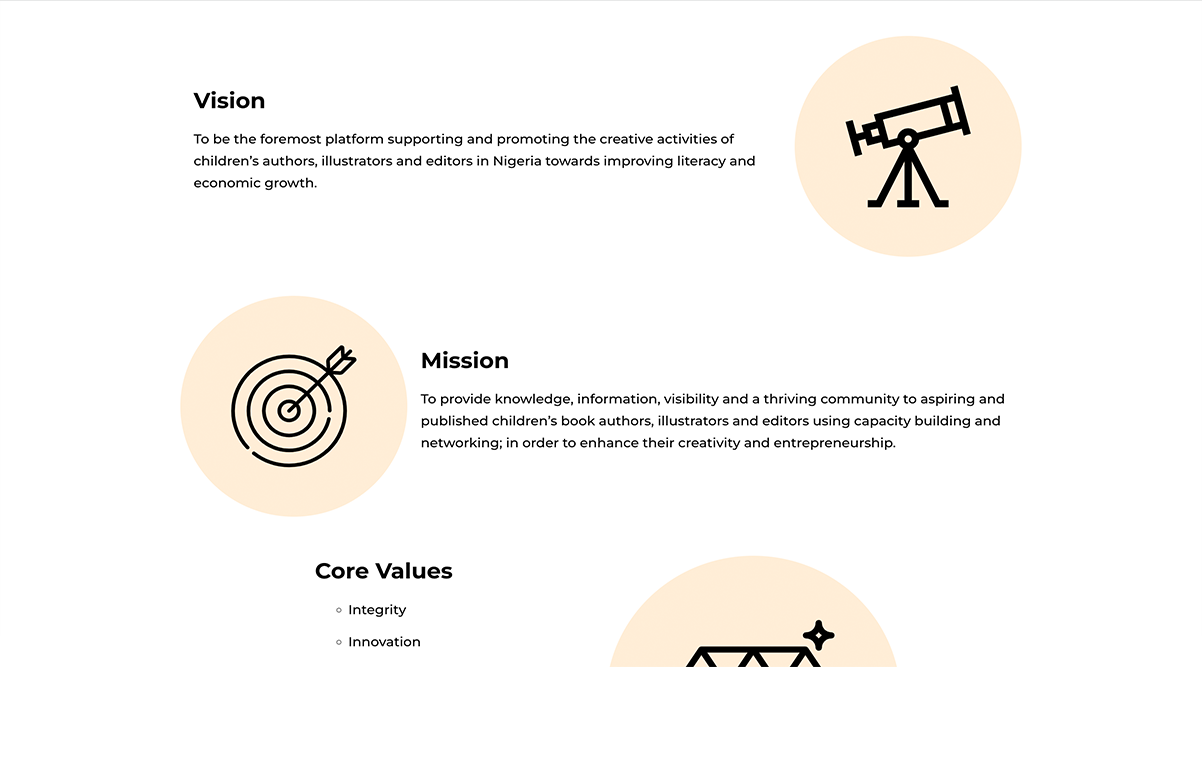 Vision
To be the foremost platform supporting and promoting the creative activities of
children’s authors, illustrators and editors in Nigeria towards improving literacy and
economic growth.
Mission
To provide knowledge, information, visibility and a thriving community to aspiring and
published children’s book authors, illustrators and editors using capacity building and
networking; in order to enhance their creativity and entrepreneurship.
Core Values
Integrity
Innovation